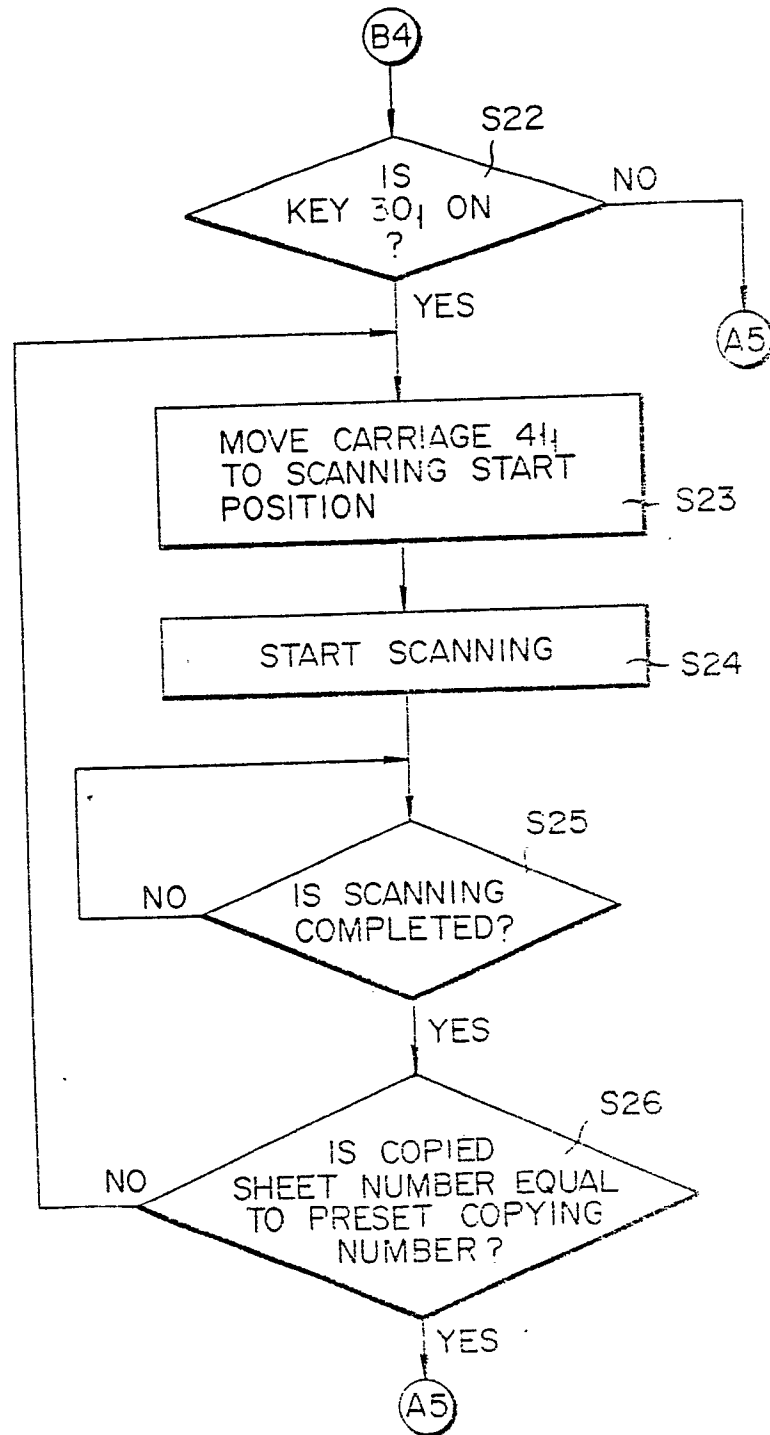 B4
S22
IS
KEY 30₁ ON
?
NO
YES
A5
MOVE CARRIAGE 41₁
TO SCANNING START
POSITION
S23
START SCANNING
S24
S25
NO
IS SCANNING
COMPLETED?
YES
S26
NO
IS COPIED
SHEET NUMBER EQUAL
TO PRESET COPYING
NUMBER?
YES
A5